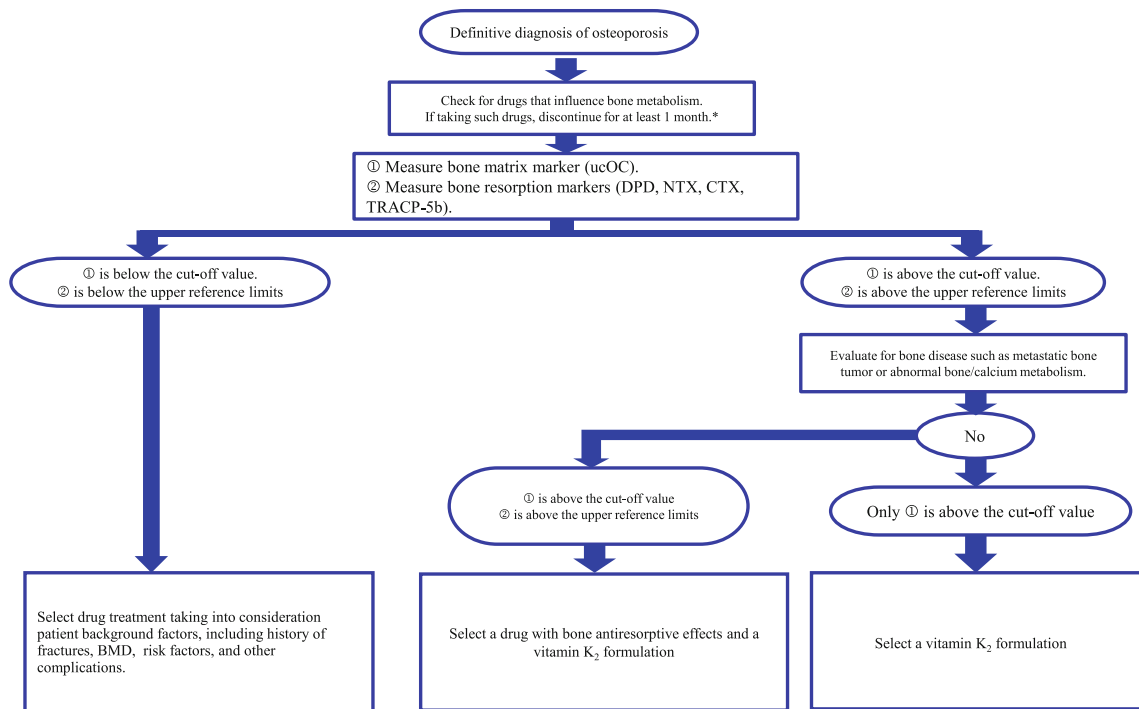 Definitive diagnosis of osteoporosis
Check for drugs that influence bone metabolism.
If taking such drugs, discontinue for at least 1 month.*
① Measure bone matrix marker (ucOC).
② Measure bone resorption markers (DPD, NTX, CTX,
TRACP-5b).
① is below the cut-off value.
② is below the upper reference limits
① is above the cut-off value.
② is above the upper reference limits
Evaluate for bone disease such as metastatic bone
tumor or abnormal bone/calcium metabolism.
No
① is above the cut-off value
② is above the upper reference limits
Only ① is above the cut-off value
Select drug treatment taking into consideration
patient background factors, including history of
fractures, BMD, risk factors, and other
complications.
Select a drug with bone antiresorptive effects and a
vitamin K₂ formulation
Select a vitamin K₂ formulation